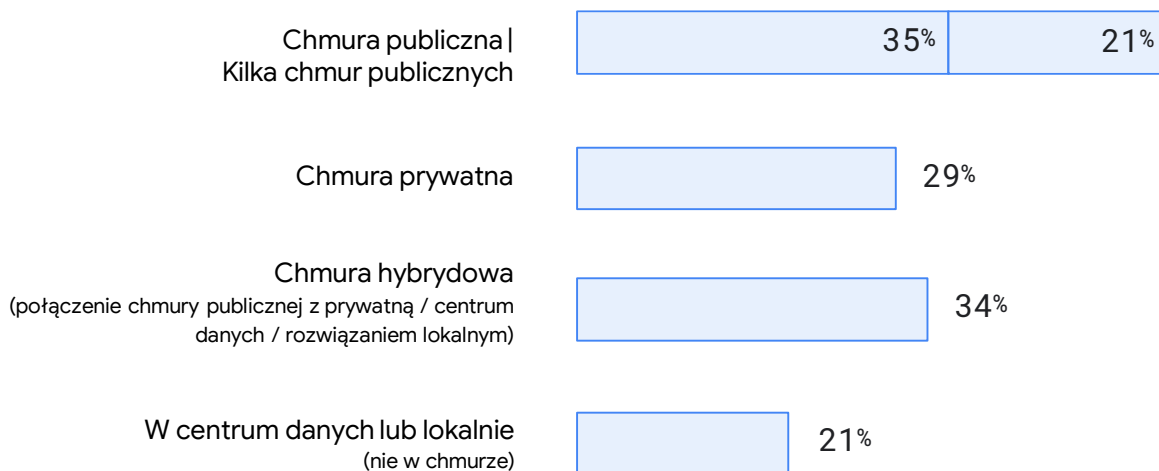 Chmura publiczna | 35% 21%
Kilka chmur publicznych
Chmura prywatna 29%
Chmura hybrydowa
(połączenie chmury publicznej z prywatną / centrum
danych / rozwiązaniem lokalnym)
34%
W centrum danych lub lokalnie
(nie w chmurze)
21%